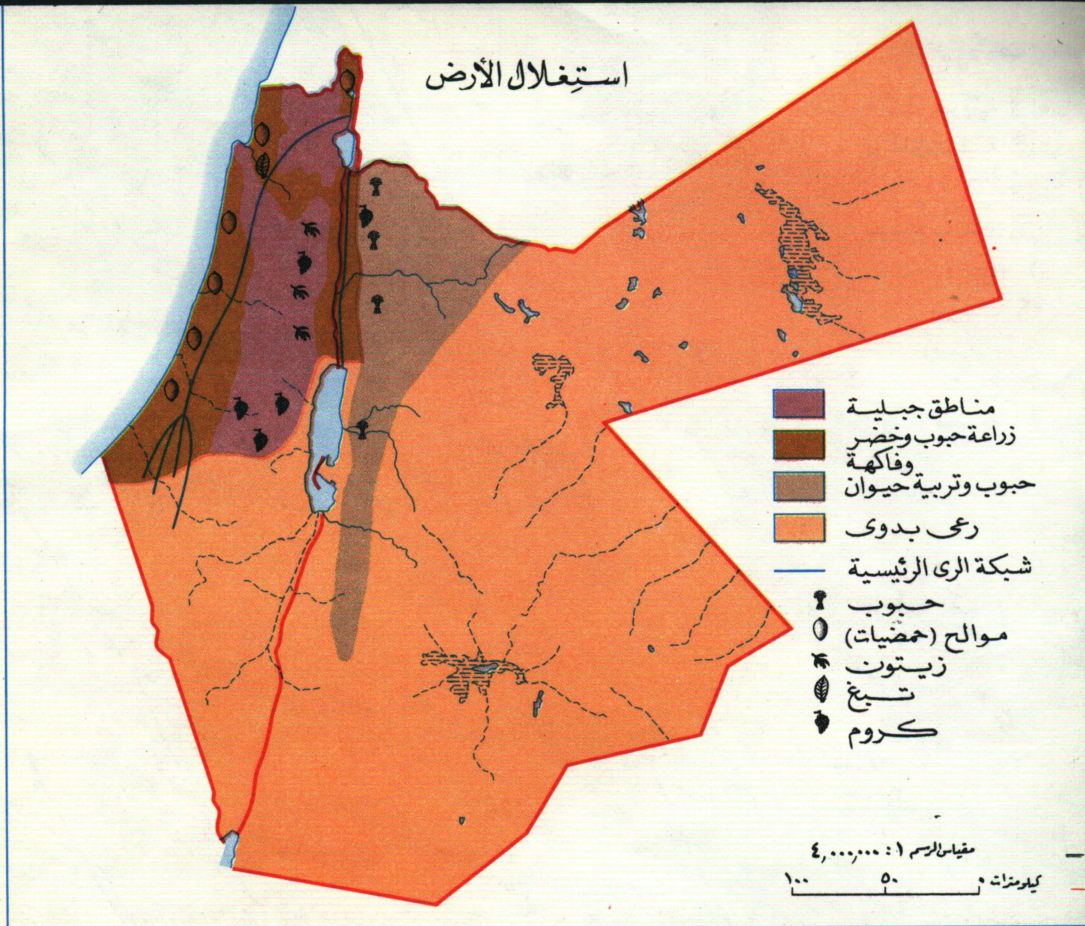 استغلال الأرض
مناطق جبلية
زراعة حبوب وخضر
وفاكهة
حبوب وتربية حيوان
رعى بدوى
شبكة الرى الرئيسية
حبوب
موالح (حمضيات)
زيتون
تبغ
كروم
مقياس الرسم ١ : ٤,٠٠٠,٠٠٠
كيلومترات ٠ ٥٠ ١٠٠